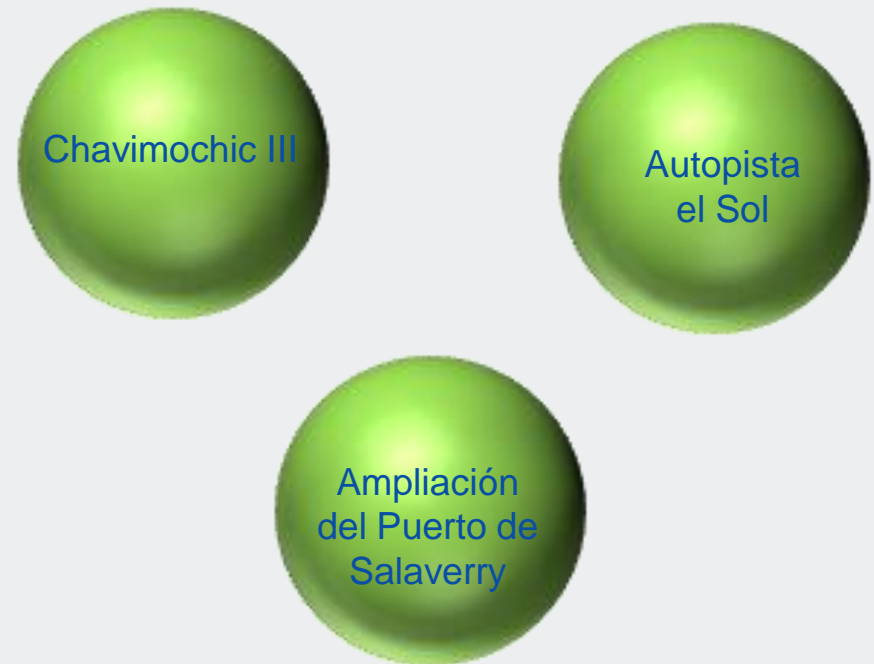 Chavimochic III
Autopista
el Sol
Ampliación
del Puerto de
Salaverry